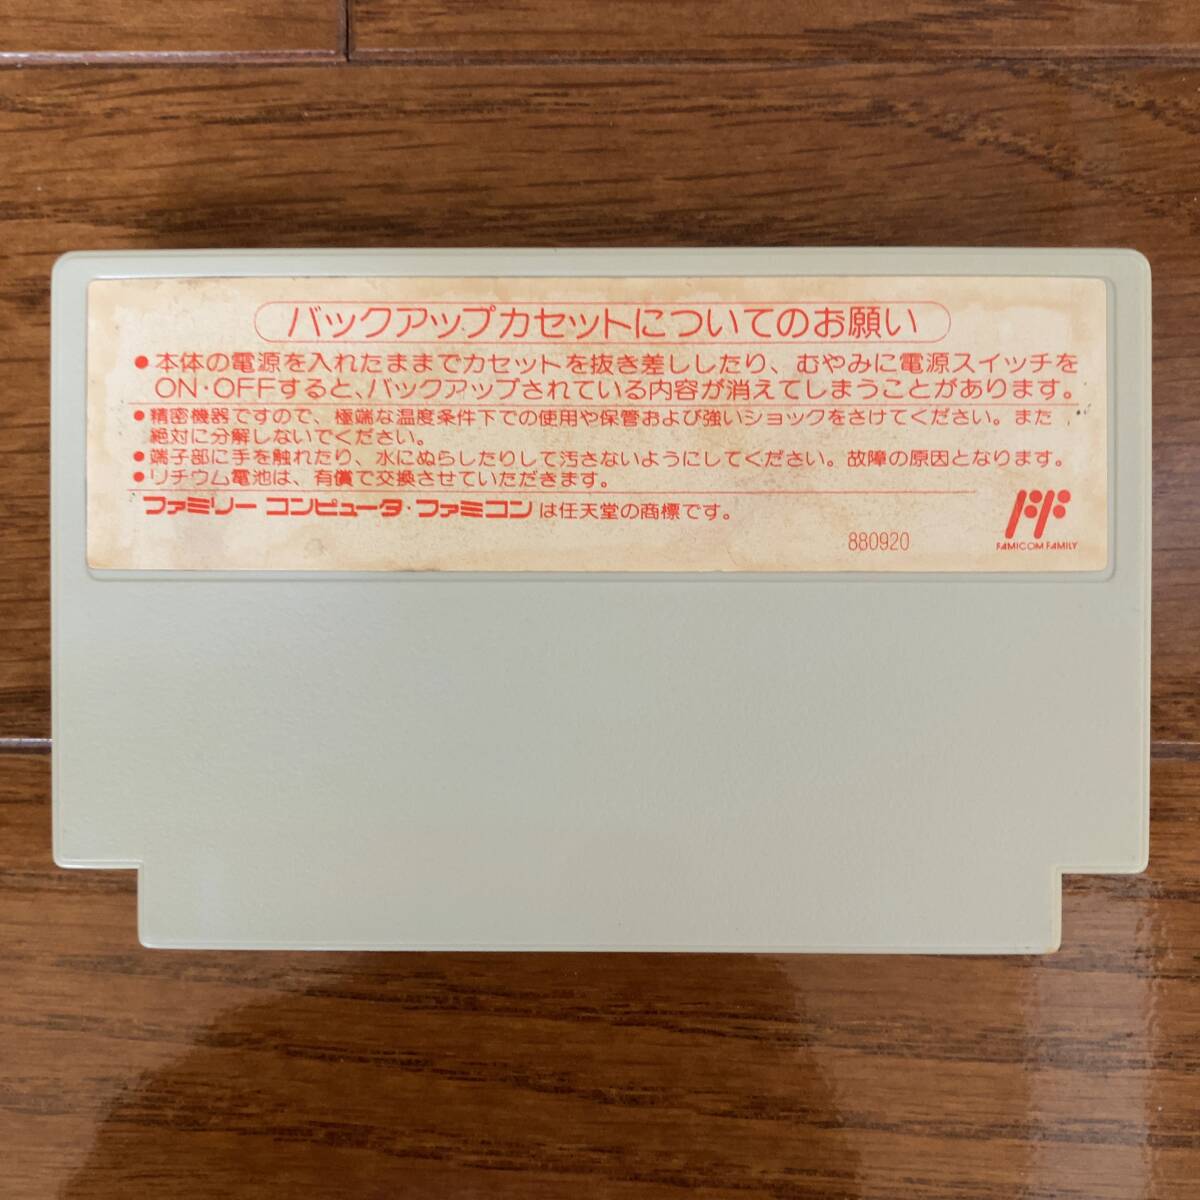 バックアップカセットについてのお願い
●本体の電源を入れたままでカセットを抜き差ししたり、むやみに電源スイッチを
ON・OFFすると、バックアップされている内容が消えてしまうことがあります。
●精密機器ですので、極端な温度条件下での使用や保管および強いショックをさけてください。また
絶対に分解しないでください。
●端子部に手を触れたり、水にぬらしたりして汚さないようにしてください。故障の原因となります。
●リチウム電池は、有償で交換させていただきます。
ファミリーコンピュータ・ファミコンは任天堂の商標です。
880920
FAMICOM FAMILY